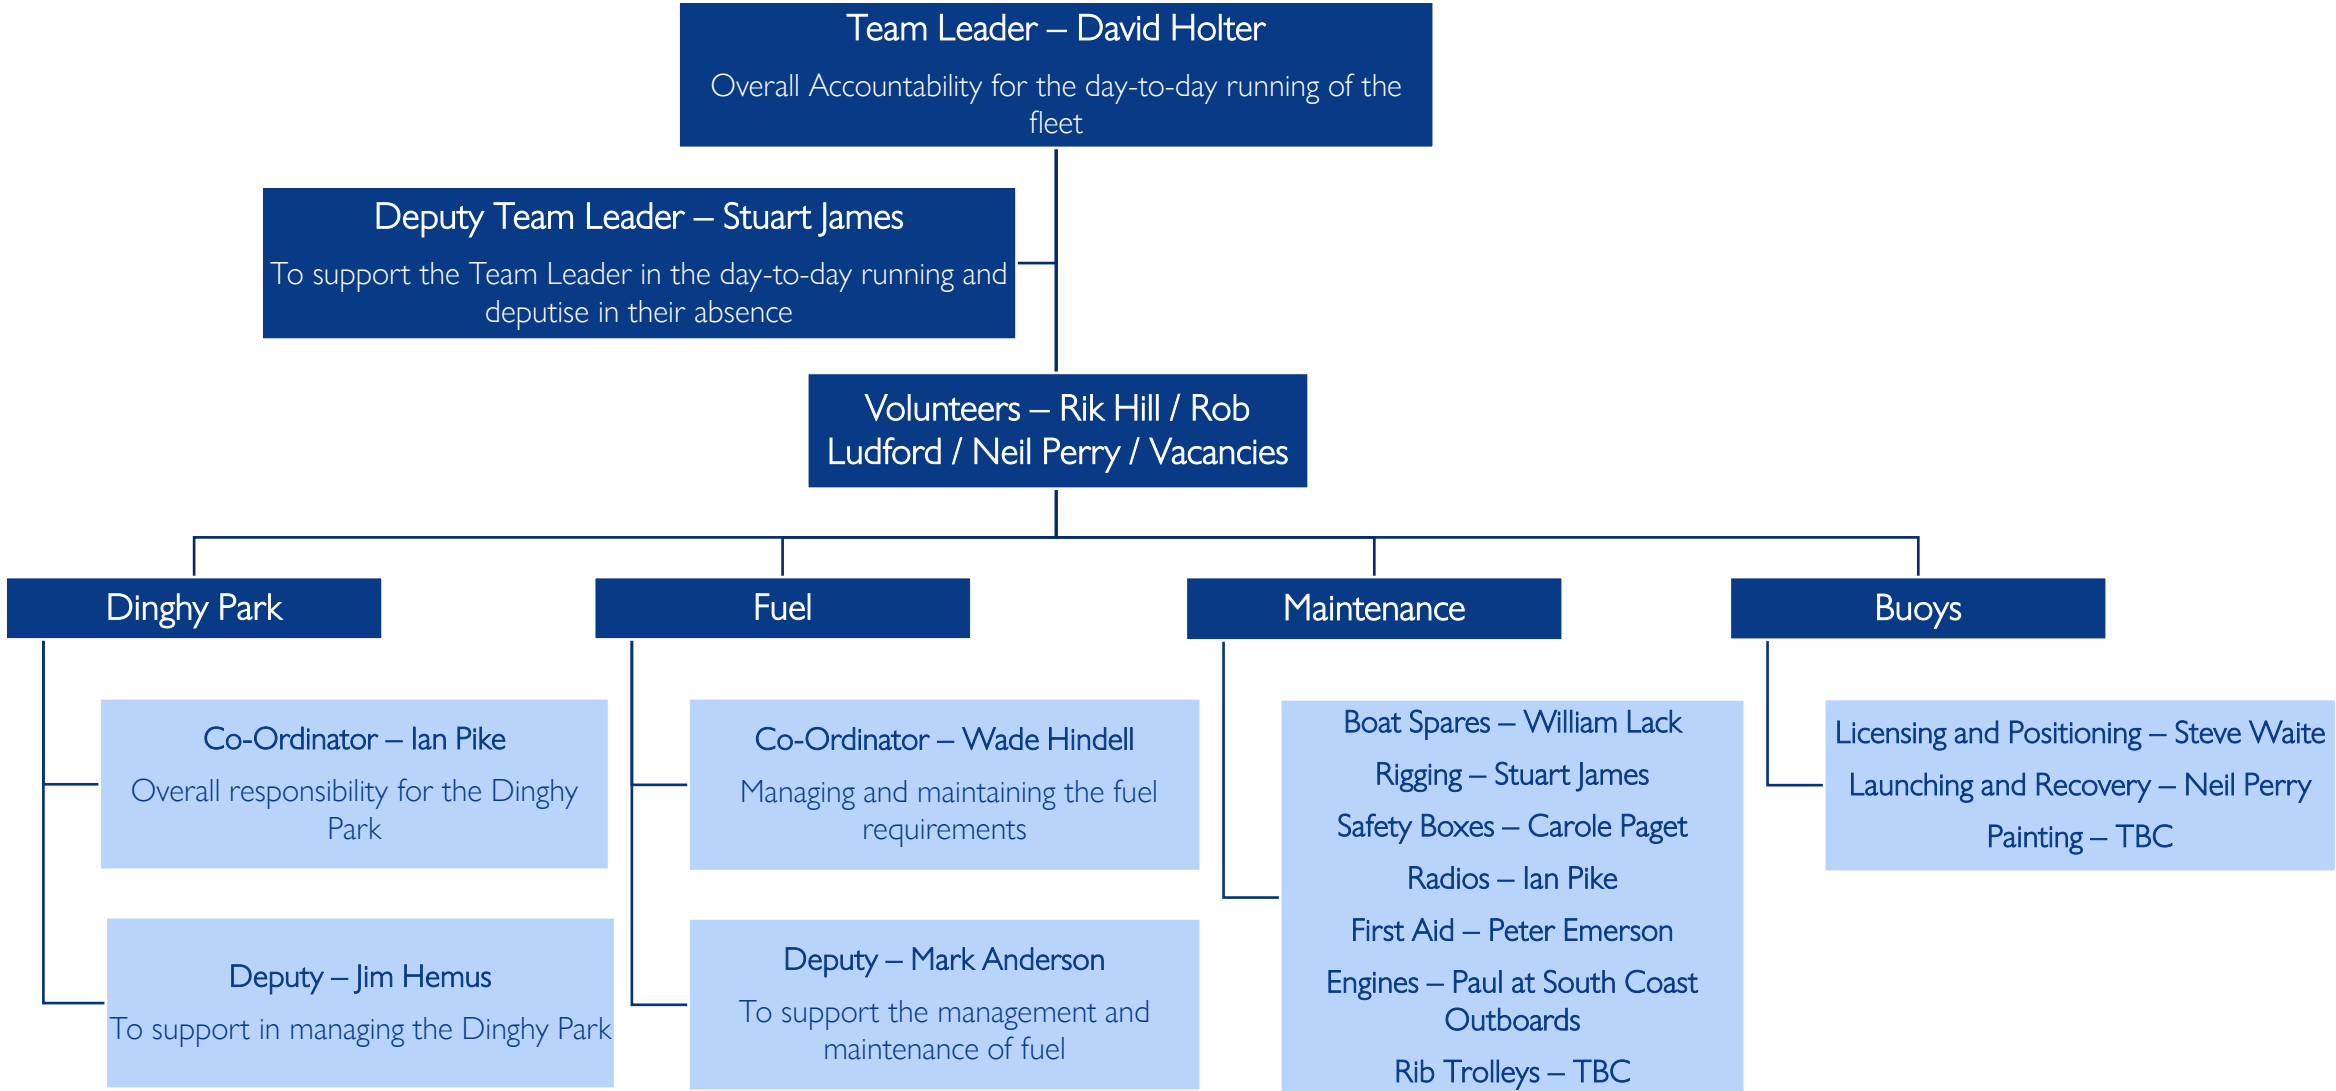 Team Leader – David Holter
Overall Accountability for the day-to-day running of the
fleet
Deputy Team Leader – Stuart James
To support the Team Leader in the day-to-day running and
deputise in their absence
Volunteers – Rik Hill / Rob
Ludford / Neil Perry / Vacancies
Dinghy Park
Co-Ordinator – Ian Pike
Overall responsibility for the Dinghy
Park
Deputy – Jim Hemus
To support in managing the Dinghy Park
Fuel
Co-Ordinator – Wade Hindell
Managing and maintaining the fuel
requirements
Deputy – Mark Anderson
To support the management and
maintenance of fuel
Maintenance
Boat Spares – William Lack
Rigging – Stuart James
Safety Boxes – Carole Paget
Radios – Ian Pike
First Aid – Peter Emerson
Engines – Paul at South Coast
Outboards
Rib Trolleys – TBC
Buoys
Licensing and Positioning – Steve Waite
Launching and Recovery – Neil Perry
Painting – TBC